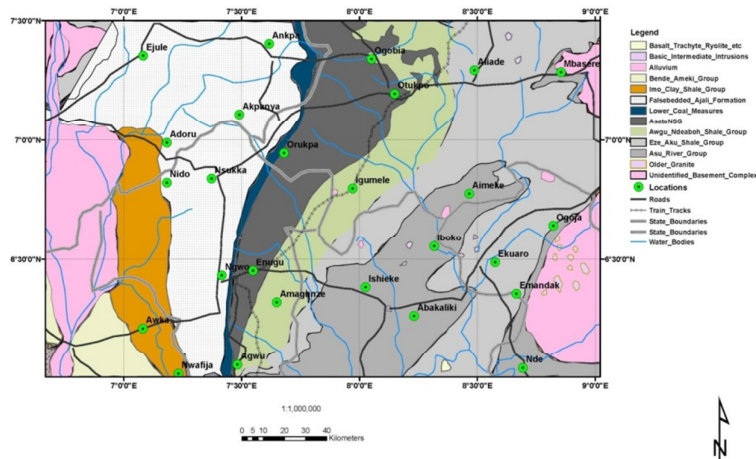 7°0'0"E 7°30'0"E 8°0'0"E 8°30'0"E 9°0'0"E
7°30'0"N
7°30'0"N
Ankpa
Ejule
Ogobia
Aliade
Mbasere
Otukpo
Akpanya
7°0'0"N
7°0'0"N
Adoru
Orukpa
Nido
Nsukka
Igumele
Aimeke
Ogoja
Iboko
6°30'0"N
6°30'0"N
Ngwo
Enugu
Ekuaro
Ishieke
Emandak
Amagunze
Abakaliki
Awka
Nwafija
Agwu
Nde
7°0'0"E 7°30'0"E 8°0'0"E 8°30'0"E 9°0'0"E
Legend
Basalt_Trachyte_Ryolite_etc
Basic_Intermediate_Intrusions
Alluvium
Bende_Ameki_Group
Imo_Clay_Shale_Group
Falsebedded_Ajali_Formation
Lower_Coal_Measures
Awgu_Ndeaboh_Shale_Group
Eze_Aku_Shale_Group
Asu_River_Group
Older_Granite
Unidentified_Basement_Complex
Locations
Roads
Train_Tracks
State_Boundaries
State_Boundaries
Water_Bodies
1:1,000,000
0 5 10 20 30 40
Kilometers
N